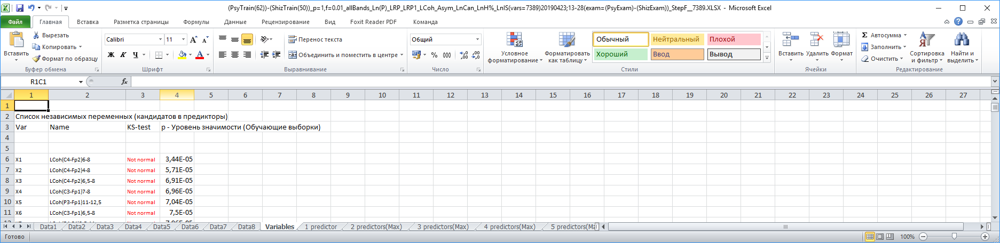 (PsyTrain(62))-(ShizTrain(50))_p=1,f=0.01_allBands_Ln(P)_LRP_LRP1_LCoh_Asym_LnCan_LnH%_LnIS(vars=7389)20190423;13-28(exam=(PsyExam)-(ShizExam))_StepF__7389.XLSX - Microsoft Excel
Файл Главная Вставка Разметка страницы Формулы Данные Рецензирование Вид Foxit Reader PDF Команда
Вставить
Вырезать
Копировать
Формат по образцу
Буфер обмена
Calibri 11
Ж К Ч А
Шрифт
Перенос текста
Объединить и поместить в центре
Выравнивание
Общий
% 000
Число
Условное форматирование
Форматировать как таблицу
Обычный Нейтральный Плохой
Хороший Ввод Вывод
Стили
Вставить Удалить Формат
Ячейки
Σ Автосумма
Заполнить
Очистить
Сортировка и фильтр
Найти и выделить
Редактирование
R1C1 fx
1 2 3 4 5 6 7 8 9 10 11 12 13 14 15 16 17 18 19 20 21 22 23 24 25 26 27
1
2 Список независимых переменных (кандидатов в предикторы)
3 Var Name KS-test p - Уровень значимости (Обучающие выборки)
4
5
6 X1 LCoh(C4-Fp2)6-8 Not normal 3,44E-05
7 X2 LCoh(C4-Fp2)4-8 Not normal 5,71E-05
8 X3 LCoh(C4-Fp2)6,5-8 Not normal 6,91E-05
9 X4 LCoh(C3-Fp1)7-8 Not normal 6,96E-05
10 X5 LCoh(P3-Fp1)11-12,5 Not normal 7,04E-05
11 X6 LCoh(C3-Fp1)6,5-8 Not normal 7,5E-05
Data1 Data2 Data3 Data4 Data5 Data6 Data7 Data8 Variables 1 predictor 2 predictors(Max) 3 predictors(Max) 4 predictors(Max) 5 predictors(Ma
Готово 100%